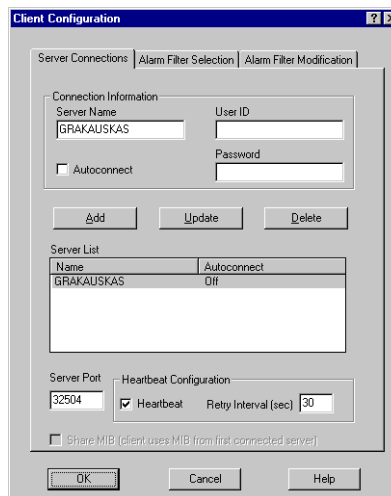 Client Configuration
Server Connections Alarm Filter Selection Alarm Filter Modification
Connection Information
Server Name User ID
GRAKAUSKAS
Password
Autoconnect
Add Update Delete
Server List
Name Autoconnect
GRAKAUSKAS Off
Server Port Heartbeat Configuration
32504 Heartbeat Retry Interval (sec) 30
Share MIB (client uses MIB from first connected server)
OK Cancel Help